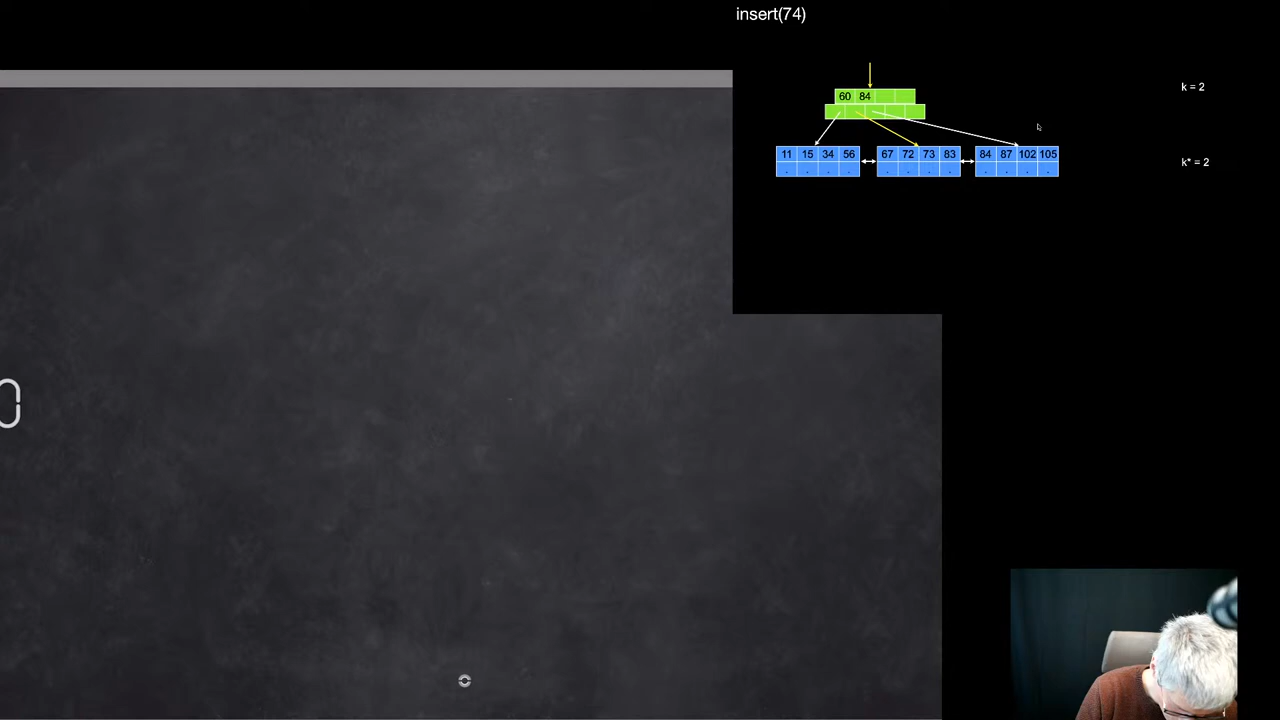 insert(74)
60 84
k = 2
11 15 34 56 67 72 73 83 84 87 102 105
. . . . . . . . . . . .
k* = 2